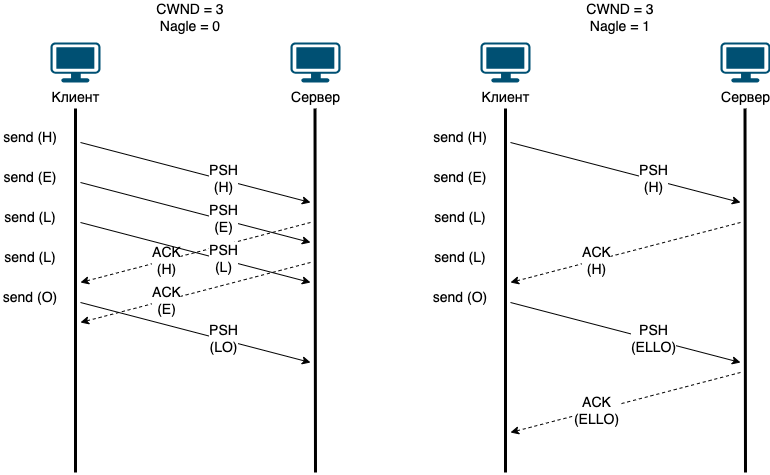 CWND = 3
Nagle = 0
Клиент
Сервер
send (H)
PSH
(H)
send (E)
PSH
(E)
send (L)
PSH
(L)
ACK
(H)
send (L)
ACK
(E)
send (O)
PSH
(LO)
CWND = 3
Nagle = 1
Клиент
Сервер
send (H)
PSH
(H)
send (E)
send (L)
ACK
(H)
send (L)
send (O)
PSH
(ELLO)
ACK
(ELLO)